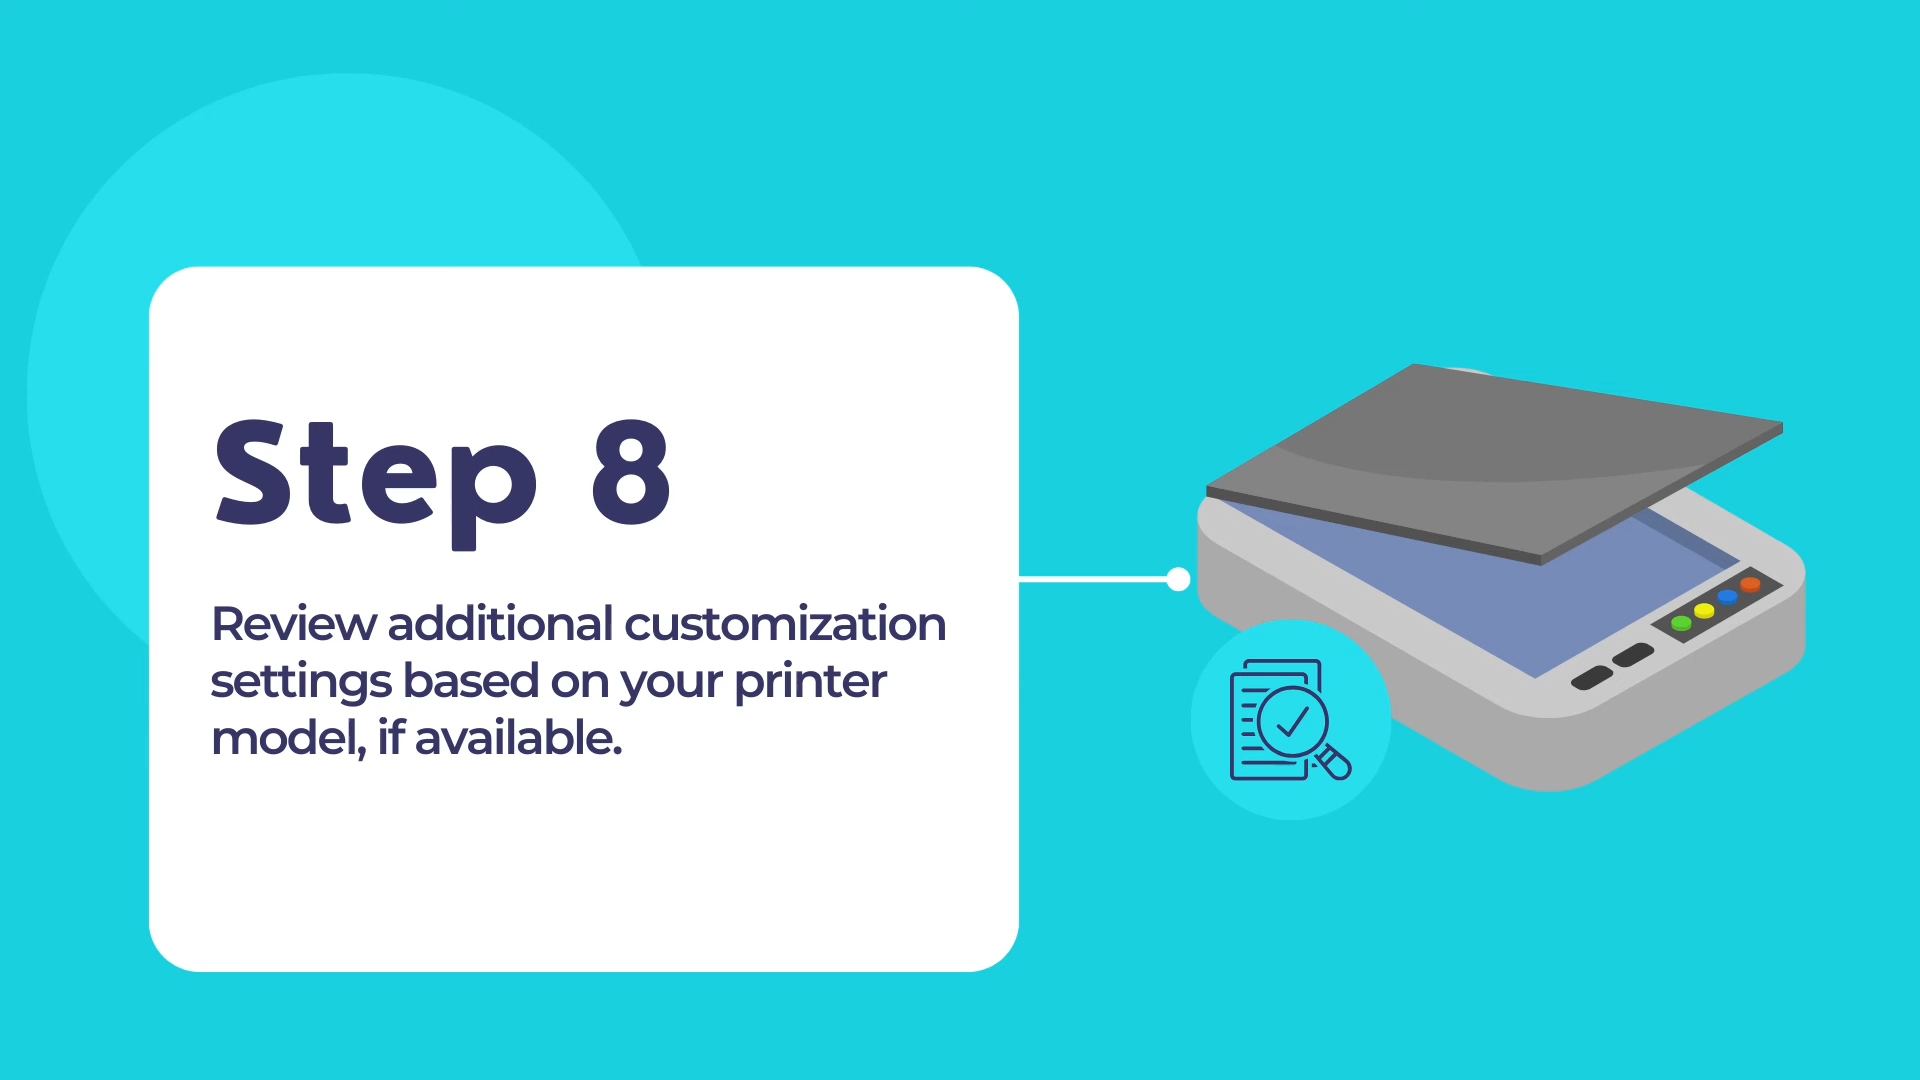 Step 8
Review additional customization
settings based on your printer
model, if available.